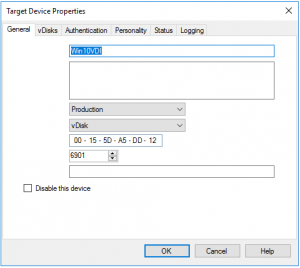 Target Device Properties
General vDisks Authentication Personality Status Logging
Win10VDI
Production
vDisk
00 - 15 - 5D - A5 - DD - 12
6901
Disable this device
OK Cancel Help